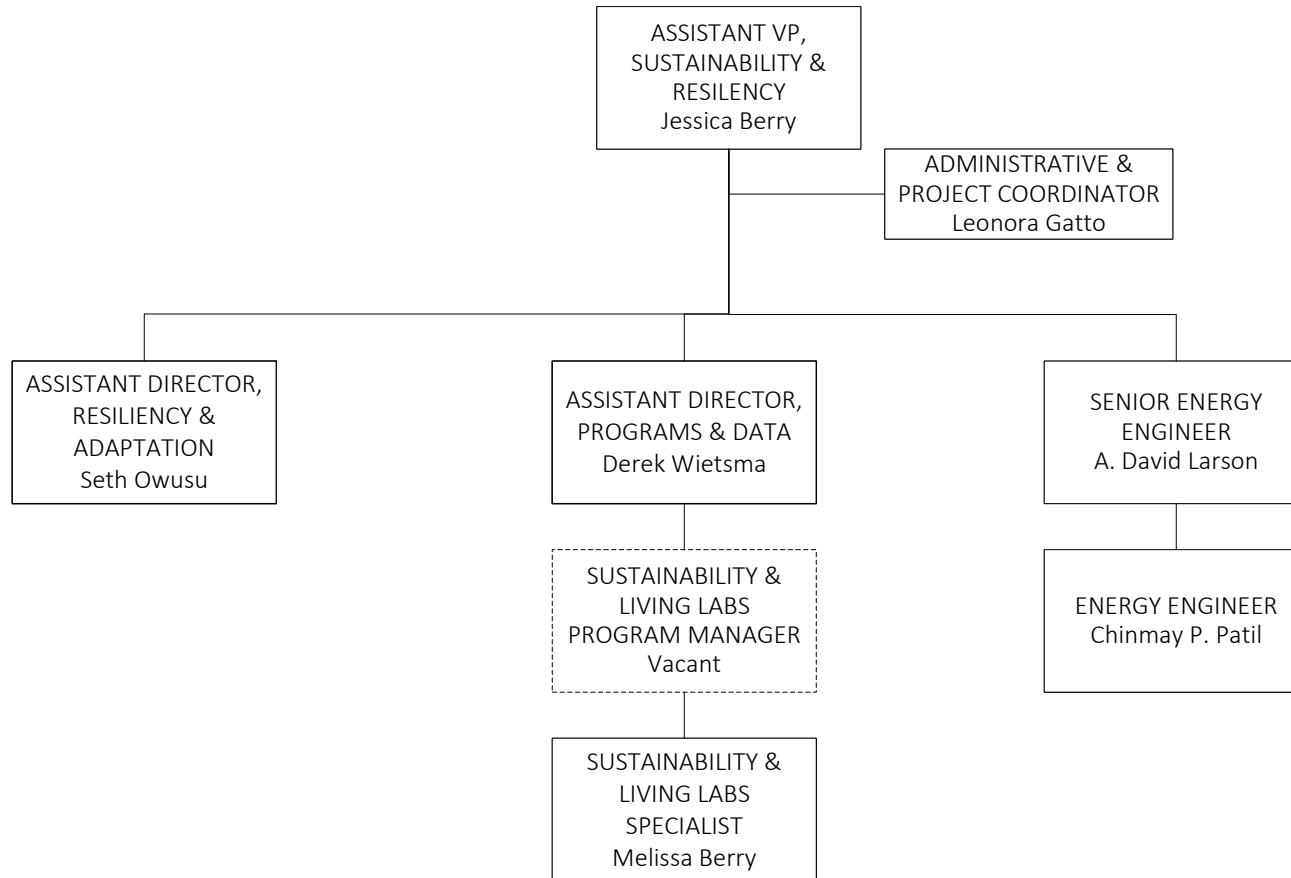 ASSISTANT VP,
SUSTAINABILITY &
RESILENCY
Jessica Berry
ADMINISTRATIVE &
PROJECT COORDINATOR
Leonora Gatto
ASSISTANT DIRECTOR,
RESILIENCY &
ADAPTATION
Seth Owusu
ASSISTANT DIRECTOR,
PROGRAMS & DATA
Derek Wietsma
SENIOR ENERGY
ENGINEER
A. David Larson
SUSTAINABILITY &
LIVING LABS
PROGRAM MANAGER
Vacant
ENERGY ENGINEER
Chinmay P. Patil
SUSTAINABILITY &
LIVING LABS
SPECIALIST
Melissa Berry